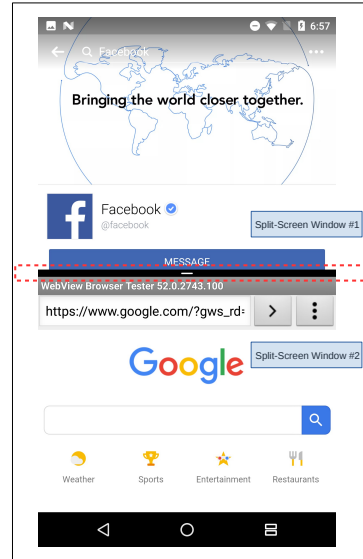 6:57
Facebook
Bringing the world closer together.
Facebook
@facebook
Split-Screen Window #1
MESSAGE
WebView Browser Tester 52.0.2743.100
https://www.google.com/?gws_rd=
Google
Split-Screen Window #2
Weather Sports Entertainment Restaurants